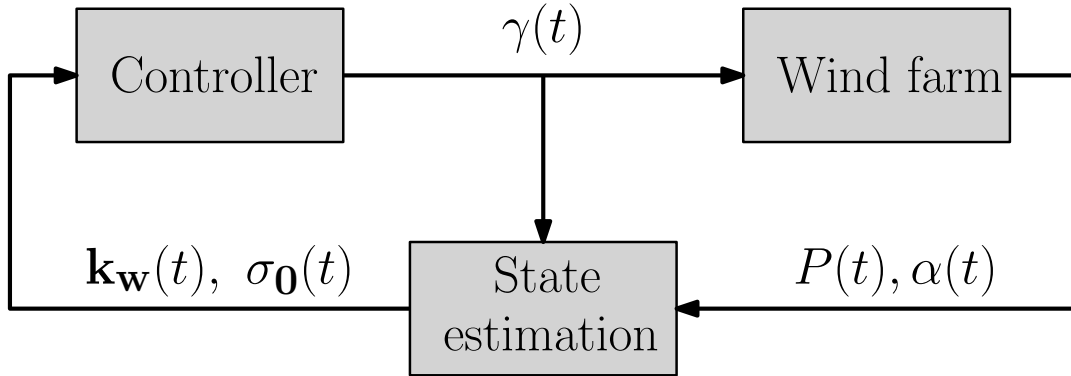 γ(t)
Controller
Wind farm
𝐤_𝐰(t), σ_𝟎(t)
State
estimation
P(t), α(t)